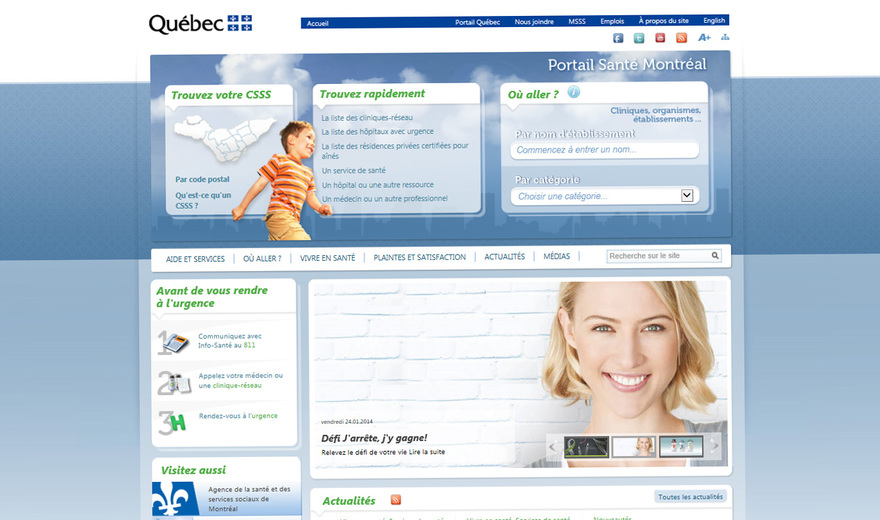 Québec
Accueil
Portail Québec
Nous joindre
MSSS
Emplois
À propos du site
English
A+
Portail Santé Montréal
Trouvez votre CSSS
Par code postal
Qu'est-ce qu'un
CSSS ?
Trouvez rapidement
La liste des cliniques-réseau
La liste des hôpitaux avec urgence
La liste des résidences privées certifiées pour
aînés
Un service de santé
Un hôpital ou une autre ressource
Un médecin ou un autre professionnel
Où aller ?
Cliniques, organismes,
établissements ...
Par nom d'établissement
Commencez à entrer un nom...
Par catégorie
Choisir une catégorie...
AIDE ET SERVICES
OÙ ALLER ?
VIVRE EN SANTÉ
PLAINTES ET SATISFACTION
ACTUALITÉS
MÉDIAS
Recherche sur le site
Avant de vous rendre
à l'urgence
1
Communiquez avec
Info-Santé au 811
2
Appelez votre médecin ou
une clinique-réseau
3
H
Rendez-vous à l'urgence
vendredi 24.01.2014
Défi J'arrête, j'y gagne!
Relevez le défi de votre vie Lire la suite
Visitez aussi
Agence de la santé et des
services sociaux de
Montréal
Actualités
Toutes les actualités